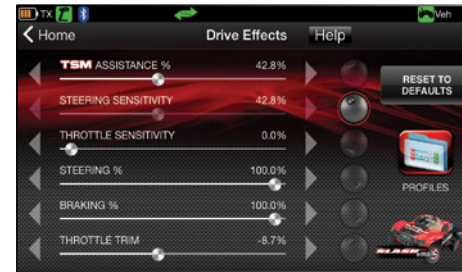 TX
Veh
Home
Drive Effects
Help
TSM ASSISTANCE % 42.8%
STEERING SENSITIVITY 42.8%
THROTTLE SENSITIVITY 0.0%
STEERING % 100.0%
BRAKING % 100.0%
THROTTLE TRIM -8.7%
RESET TO
DEFAULTS
PROFILES
SLASH